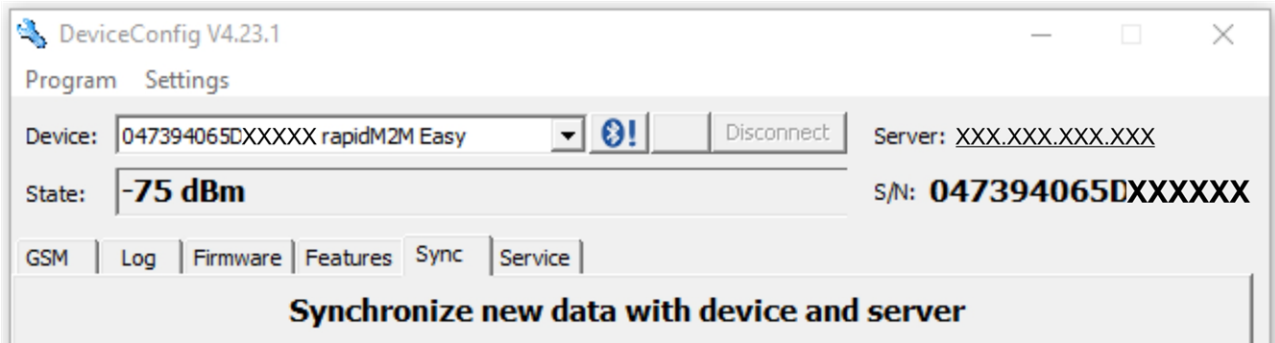 DeviceConfig V4.23.1
Program Settings
Device: 047394065DXXXXX rapidM2M Easy Disconnect Server: XXX.XXX.XXX.XXX
State: -75 dBm S/N: 047394065DXXXXXX
GSM Log Firmware Features Sync Service
Synchronize new data with device and server